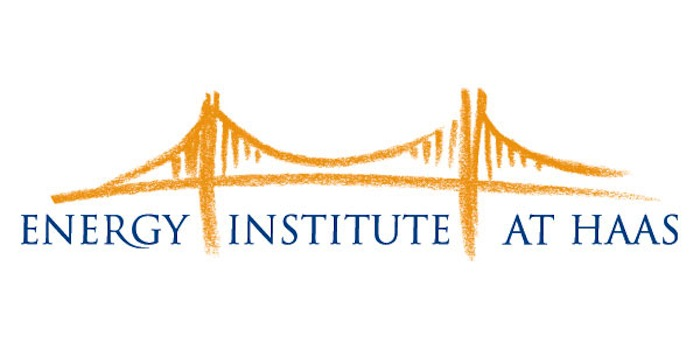 ENERGY INSTITUTE AT HAAS